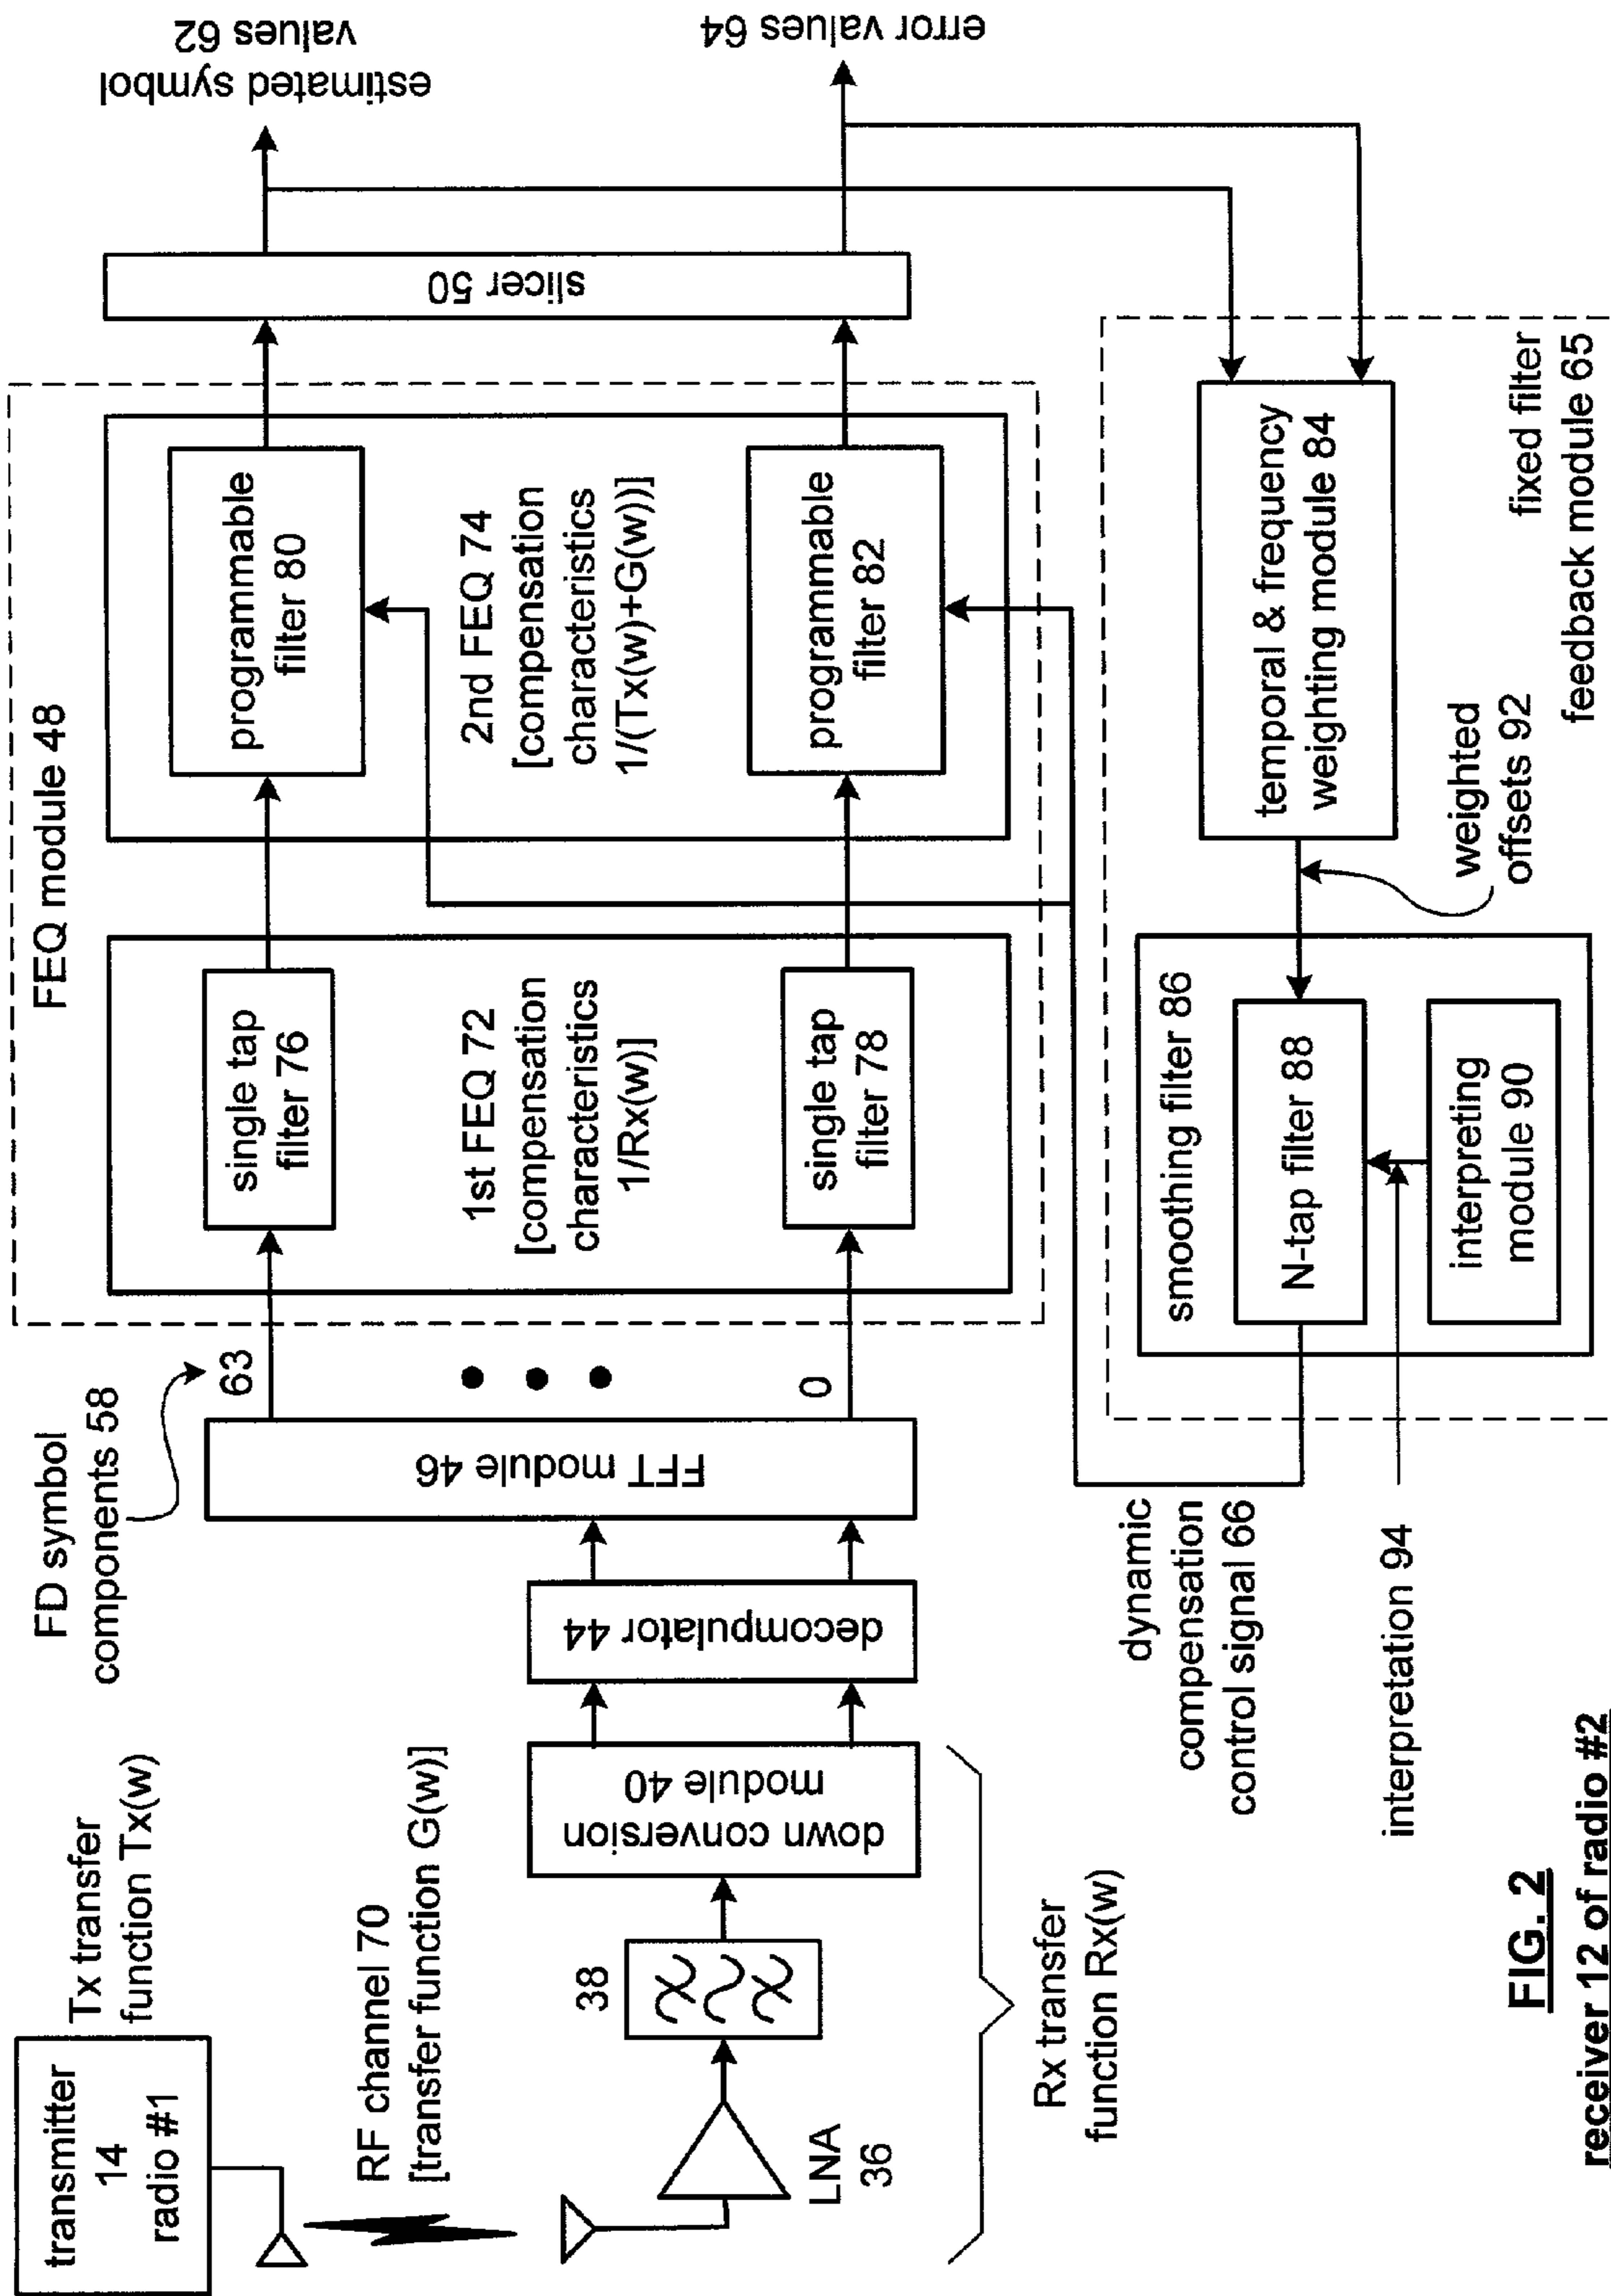 transmitter
14
radio #1
Tx transfer
function Tx(w)
RF channel 70
[transfer function G(w)]
LNA
36
38
down conversion
module 40
Rx transfer
function Rx(w)
decompulator 44
FFT module 46
FD symbol
components 58
63
0
FEQ module 48
single tap
filter 76
1st FEQ 72
[compensation
characteristics
1/Rx(w)]
single tap
filter 78
programmable
filter 80
2nd FEQ 74
[compensation
characteristics
1/(Tx(w)+G(w))]
programmable
filter 82
slicer 50
estimated symbol
values 62
error values 64
dynamic
compensation
control signal 66
interpretation 94
smoothing filter 86
N-tap filter 88
interpreting
module 90
weighted
offsets 92
temporal & frequency
weighting module 84
fixed filter
feedback module 65
FIG. 2
receiver 12 of radio #2